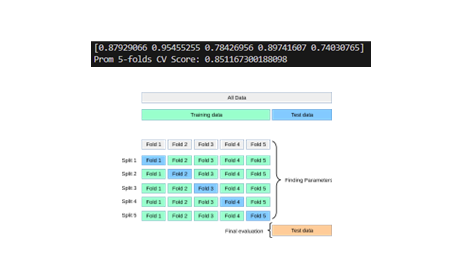 [0.87929066 0.95455255 0.78426956 0.89741607 0.74030765]
Prom 5-folds CV Score: 0.851167300188098
All Data
Training data Test data
Fold 1 Fold 2 Fold 3 Fold 4 Fold 5
Split 1 Fold 1 Fold 2 Fold 3 Fold 4 Fold 5
Split 2 Fold 1 Fold 2 Fold 3 Fold 4 Fold 5
Split 3 Fold 1 Fold 2 Fold 3 Fold 4 Fold 5
Split 4 Fold 1 Fold 2 Fold 3 Fold 4 Fold 5
Split 5 Fold 1 Fold 2 Fold 3 Fold 4 Fold 5
Finding Parameters
Final evaluation Test data